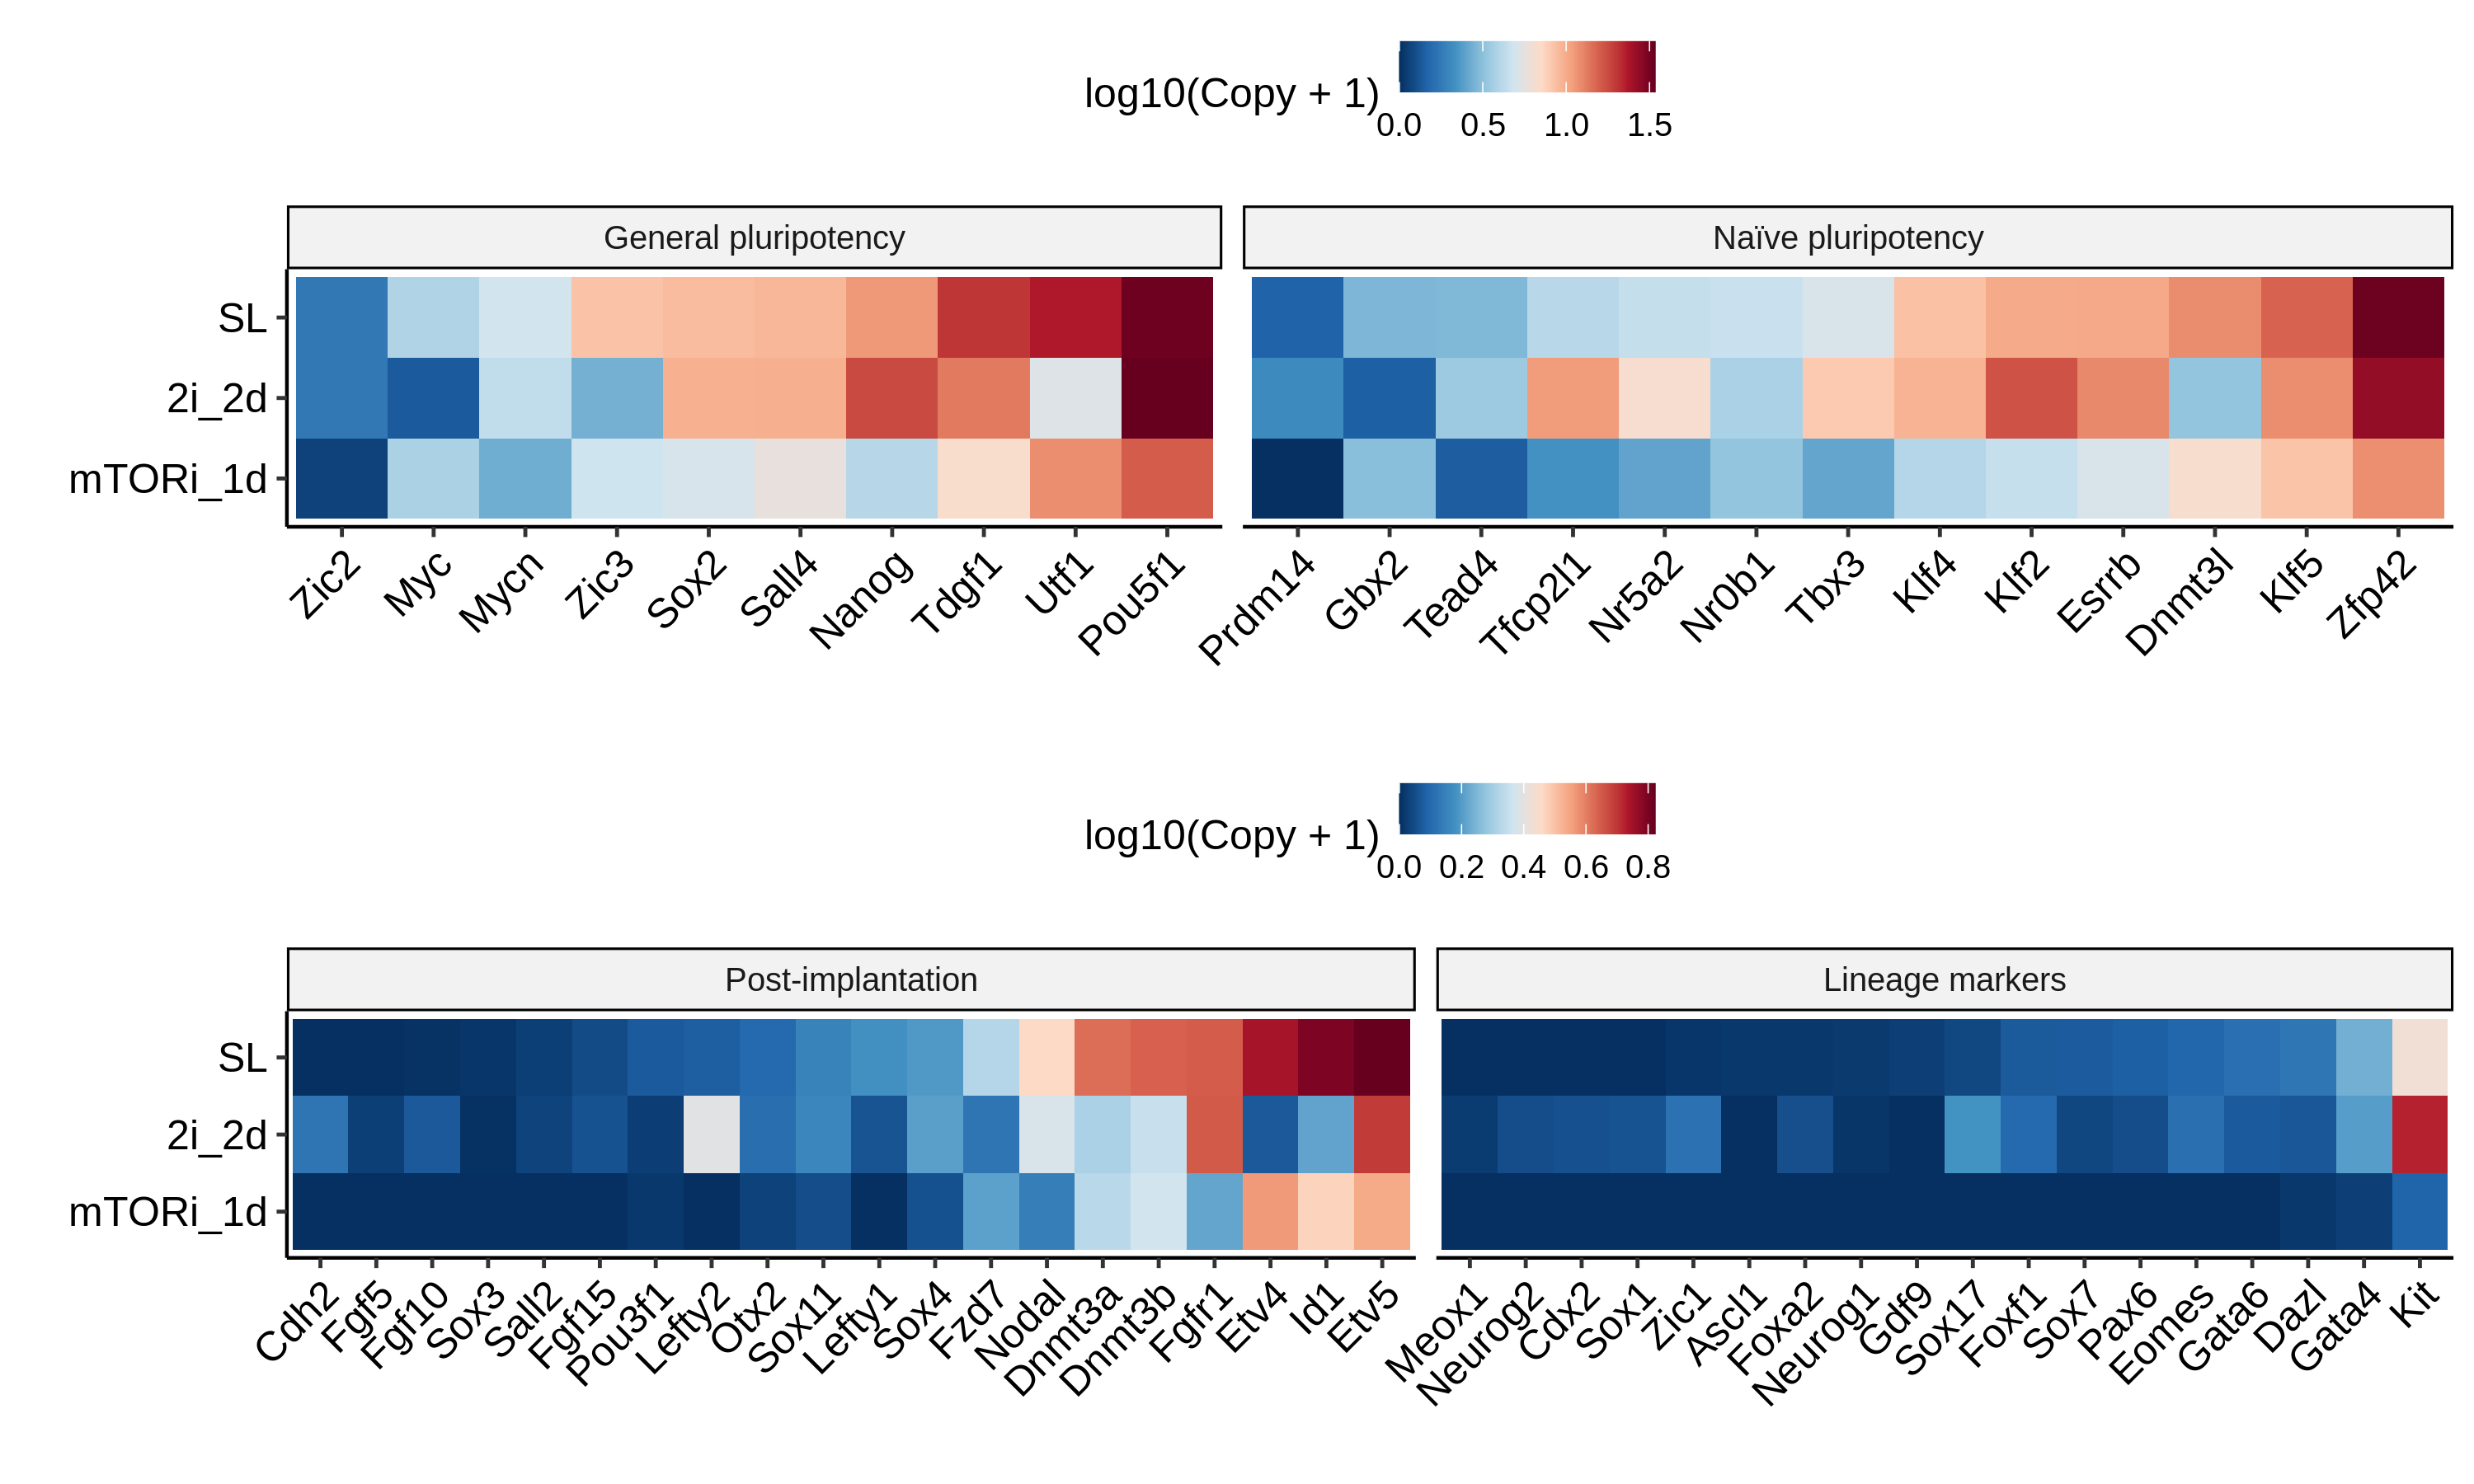 log10(Copy + 1)
0.0 0.5 1.0 1.5
General pluripotency
Naïve pluripotency
SL
2i_2d
mTORi_1d
Zic2 Myc Mycn Zic3 Sox2 Sall4 Nanog Tdgf1 Utf1 Pou5f1
Prdm14 Gbx2 Tead4 Tfcp2l1 Nr5a2 Nr0b1 Tbx3 Klf4 Klf2 Esrrb Dnmt3l Klf5 Zfp42
log10(Copy + 1)
0.0 0.2 0.4 0.6 0.8
Post-implantation
Lineage markers
SL
2i_2d
mTORi_1d
Cdh2 Fgf5 Fgf10 Sox3 Sall2 Fgf15 Pou3f1 Lefty2 Otx2 Sox11 Lefty1 Sox4 Fzd7 Nodal Dnmt3a Dnmt3b Fgfr1 Etv4 Id1 Etv5
Meox1 Neurog2 Cdx2 Sox1 Zic1 Ascl1 Foxa2 Neurog1 Gdf9 Sox17 Foxf1 Sox7 Pax6 Eomes Gata6 Dazl Gata4 Kit